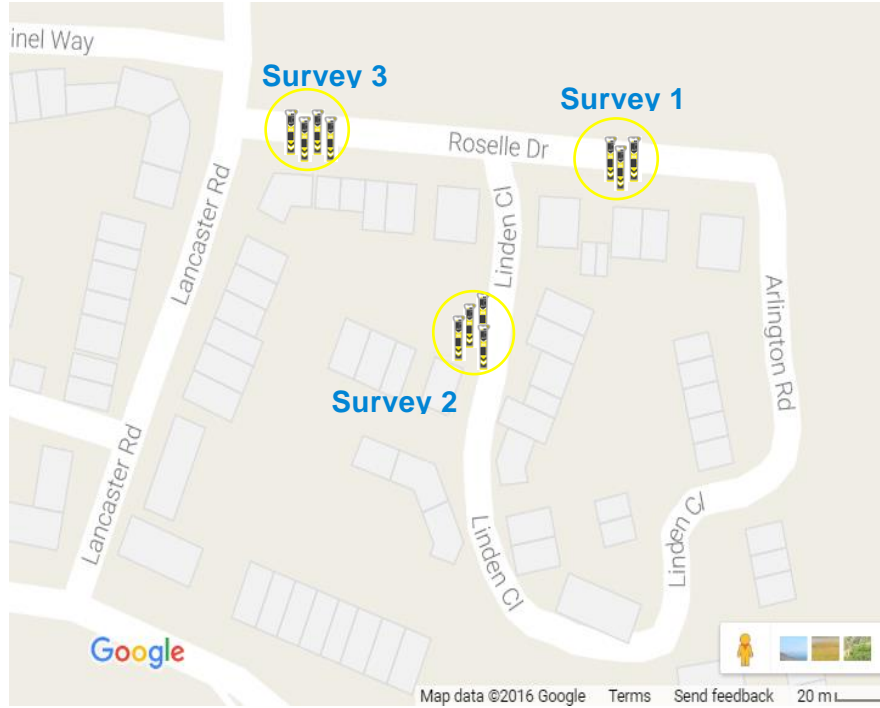 inel Way
Survey 3
Survey 1
Roselle Dr
Lancaster Rd
Linden Cl
Arlington Rd
Survey 2
Lancaster Rd
Linden Cl
Linden Cl
Google
Map data ©2016 Google Terms Send feedback 20 m